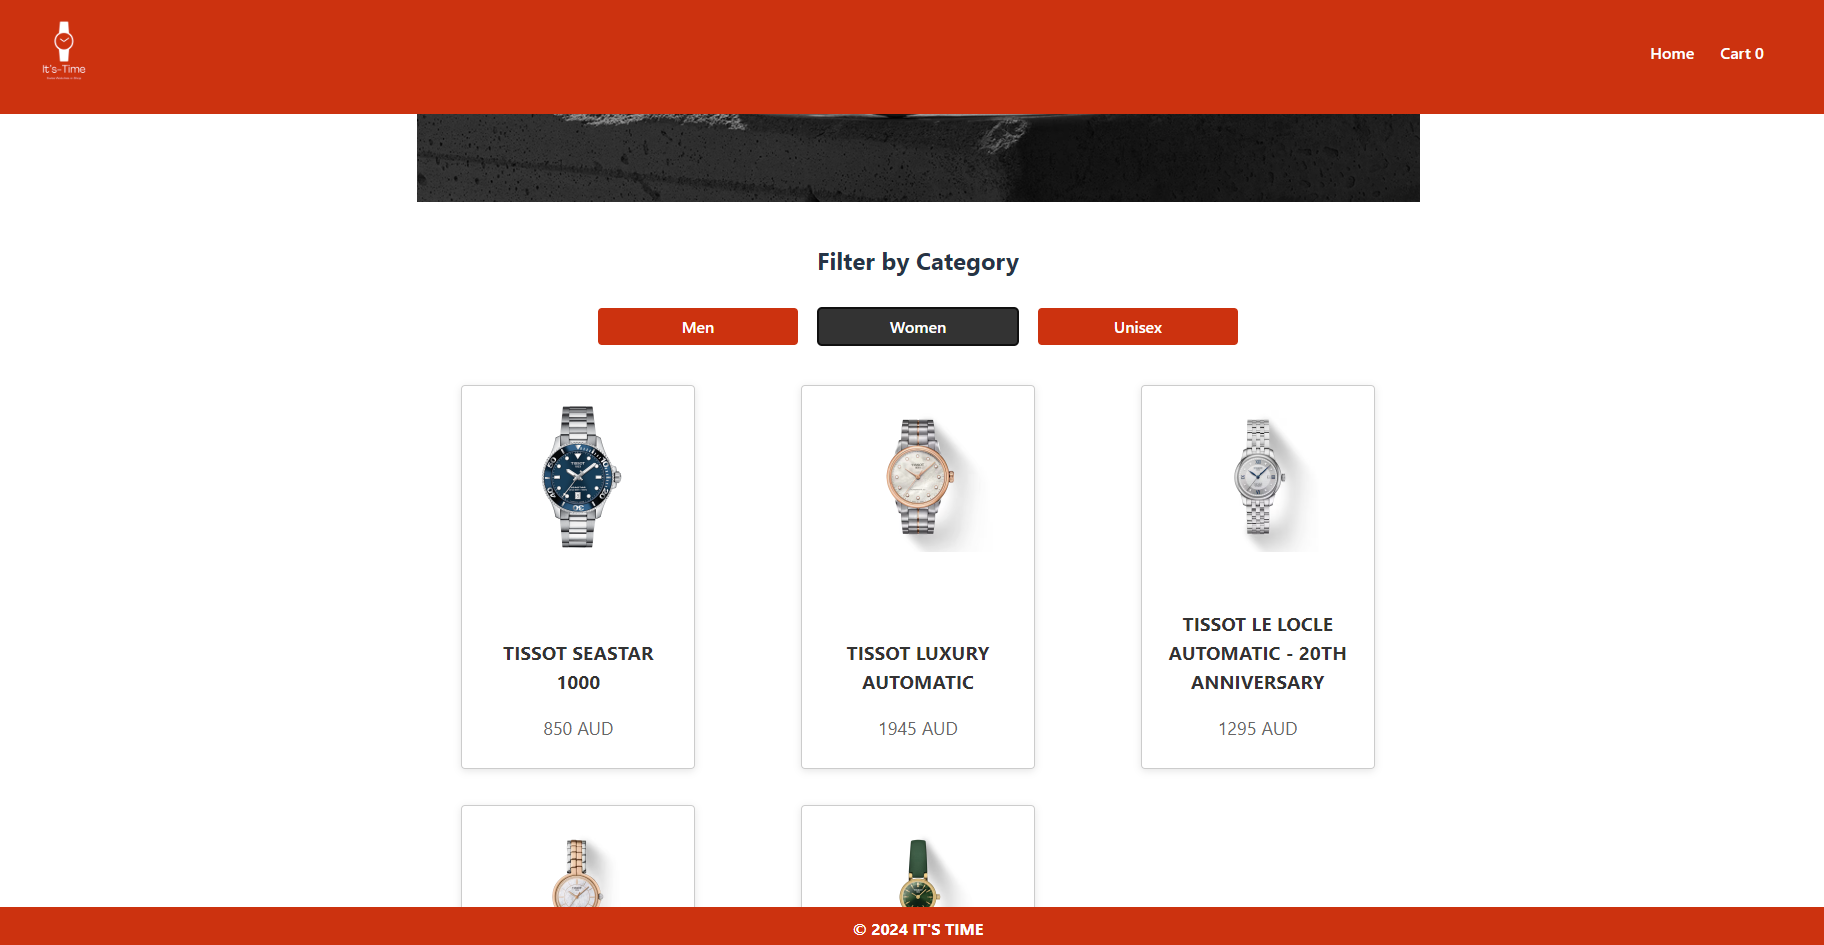 It's-Time
Home
Cart 0
Filter by Category
Men
Women
Unisex
TISSOT SEASTAR
1000
850 AUD
TISSOT LUXURY
AUTOMATIC
1945 AUD
TISSOT LE LOCLE
AUTOMATIC - 20TH
ANNIVERSARY
1295 AUD
© 2024 IT'S TIME